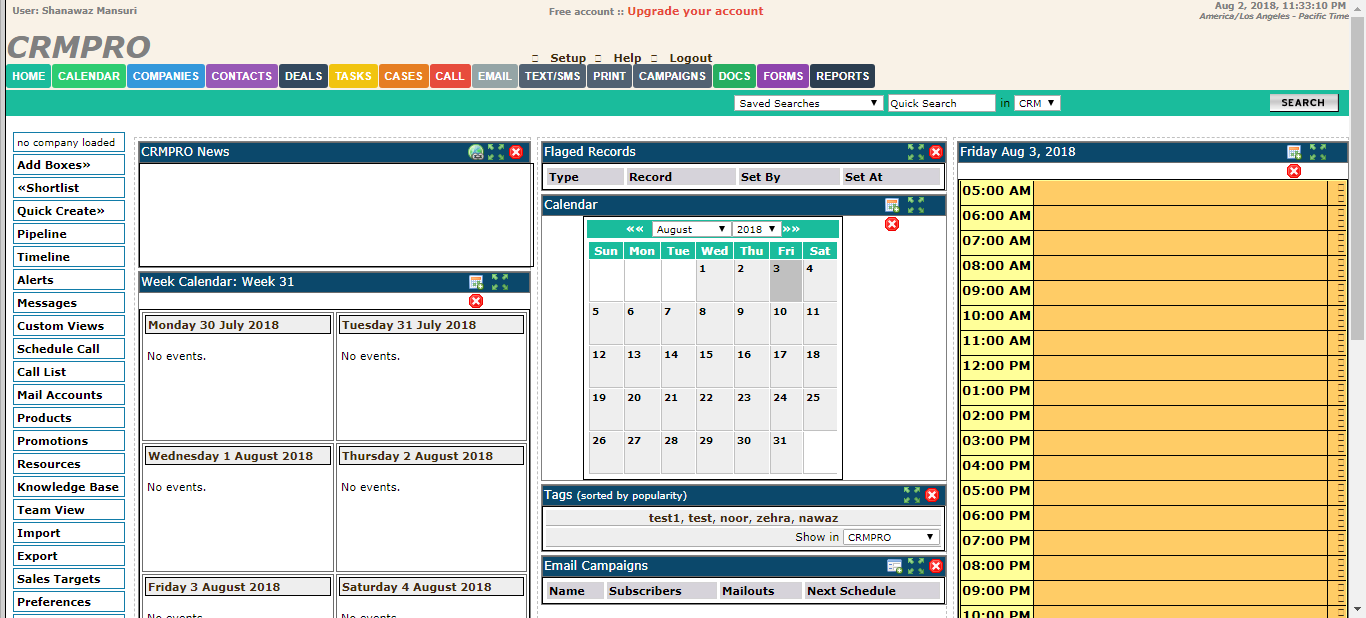 User: Shanawaz Mansuri
Free account :: Upgrade your account
Aug 2, 2018, 11:33:10 PM
America/Los Angeles - Pacific Time
CRMPRO
Setup Help Logout
HOME CALENDAR COMPANIES CONTACTS DEALS TASKS CASES CALL EMAIL TEXT/SMS PRINT CAMPAIGNS DOCS FORMS REPORTS
Saved Searches Quick Search in CRM SEARCH
no company loaded
Add Boxes»
«Shortlist
Quick Create»
Pipeline
Timeline
Alerts
Messages
Custom Views
Schedule Call
Call List
Mail Accounts
Products
Promotions
Resources
Knowledge Base
Team View
Import
Export
Sales Targets
Preferences
CRMPRO News
Week Calendar: Week 31
Monday 30 July 2018
No events.
Tuesday 31 July 2018
No events.
Wednesday 1 August 2018
No events.
Thursday 2 August 2018
No events.
Friday 3 August 2018
No events.
Saturday 4 August 2018
No events.
Flaged Records
Type Record Set By Set At
Calendar
«« August 2018 »»
Sun Mon Tue Wed Thu Fri Sat
1 2 3 4
5 6 7 8 9 10 11
12 13 14 15 16 17 18
19 20 21 22 23 24 25
26 27 28 29 30 31
Tags (sorted by popularity)
test1, test, noor, zehra, nawaz
Show in CRMPRO
Email Campaigns
Name Subscribers Mailouts Next Schedule
Friday Aug 3, 2018
05:00 AM
06:00 AM
07:00 AM
08:00 AM
09:00 AM
10:00 AM
11:00 AM
12:00 PM
01:00 PM
02:00 PM
03:00 PM
04:00 PM
05:00 PM
06:00 PM
07:00 PM
08:00 PM
09:00 PM
10:00 PM